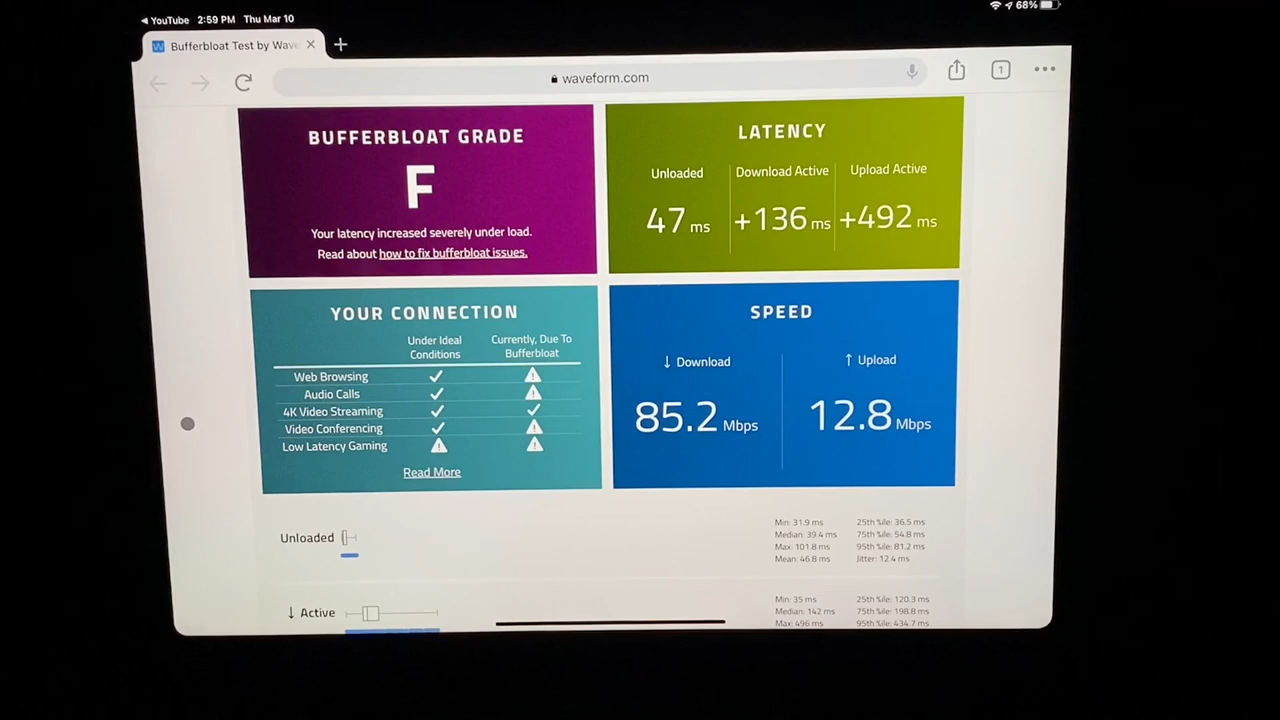 ◀ YouTube 2:59 PM Thu Mar 10
68%
Bufferbloat Test by Wave
waveform.com
1
BUFFERBLOAT GRADE
F
Your latency increased severely under load.
Read about how to fix bufferbloat issues.
LATENCY
Unloaded Download Active Upload Active
47 ms +136 ms +492 ms
YOUR CONNECTION
Under Ideal Conditions Currently, Due To Bufferbloat
Web Browsing
Audio Calls
4K Video Streaming
Video Conferencing
Low Latency Gaming
Read More
SPEED
↓ Download ↑ Upload
85.2 Mbps 12.8 Mbps
Unloaded
Min: 31.9 ms 25th %ile: 36.5 ms
Median: 39.4 ms 75th %ile: 54.8 ms
Max: 101.8 ms 95th %ile: 81.2 ms
Mean: 46.8 ms Jitter: 12.4 ms
↓ Active
Min: 35 ms 25th %ile: 120.3 ms
Median: 142 ms 75th %ile: 198.8 ms
Max: 496 ms 95th %ile: 434.7 ms